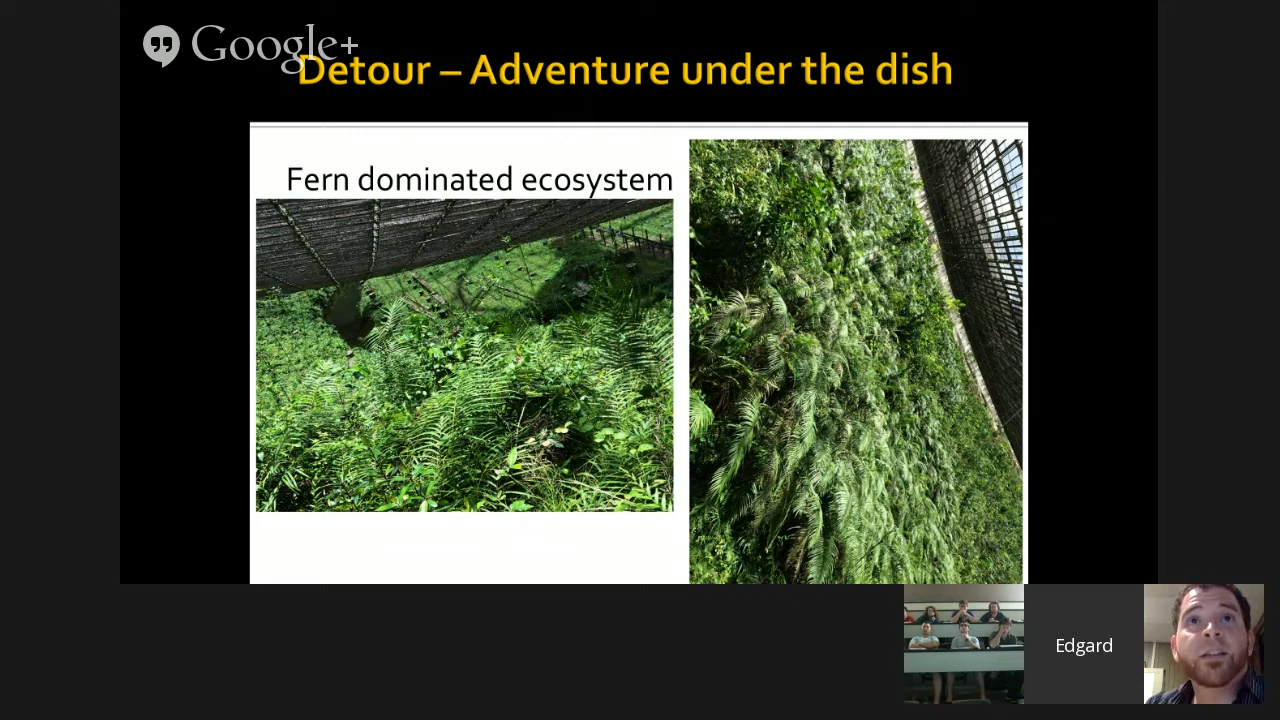 Google+
Detour – Adventure under the dish
Fern dominated ecosystem
Edgard